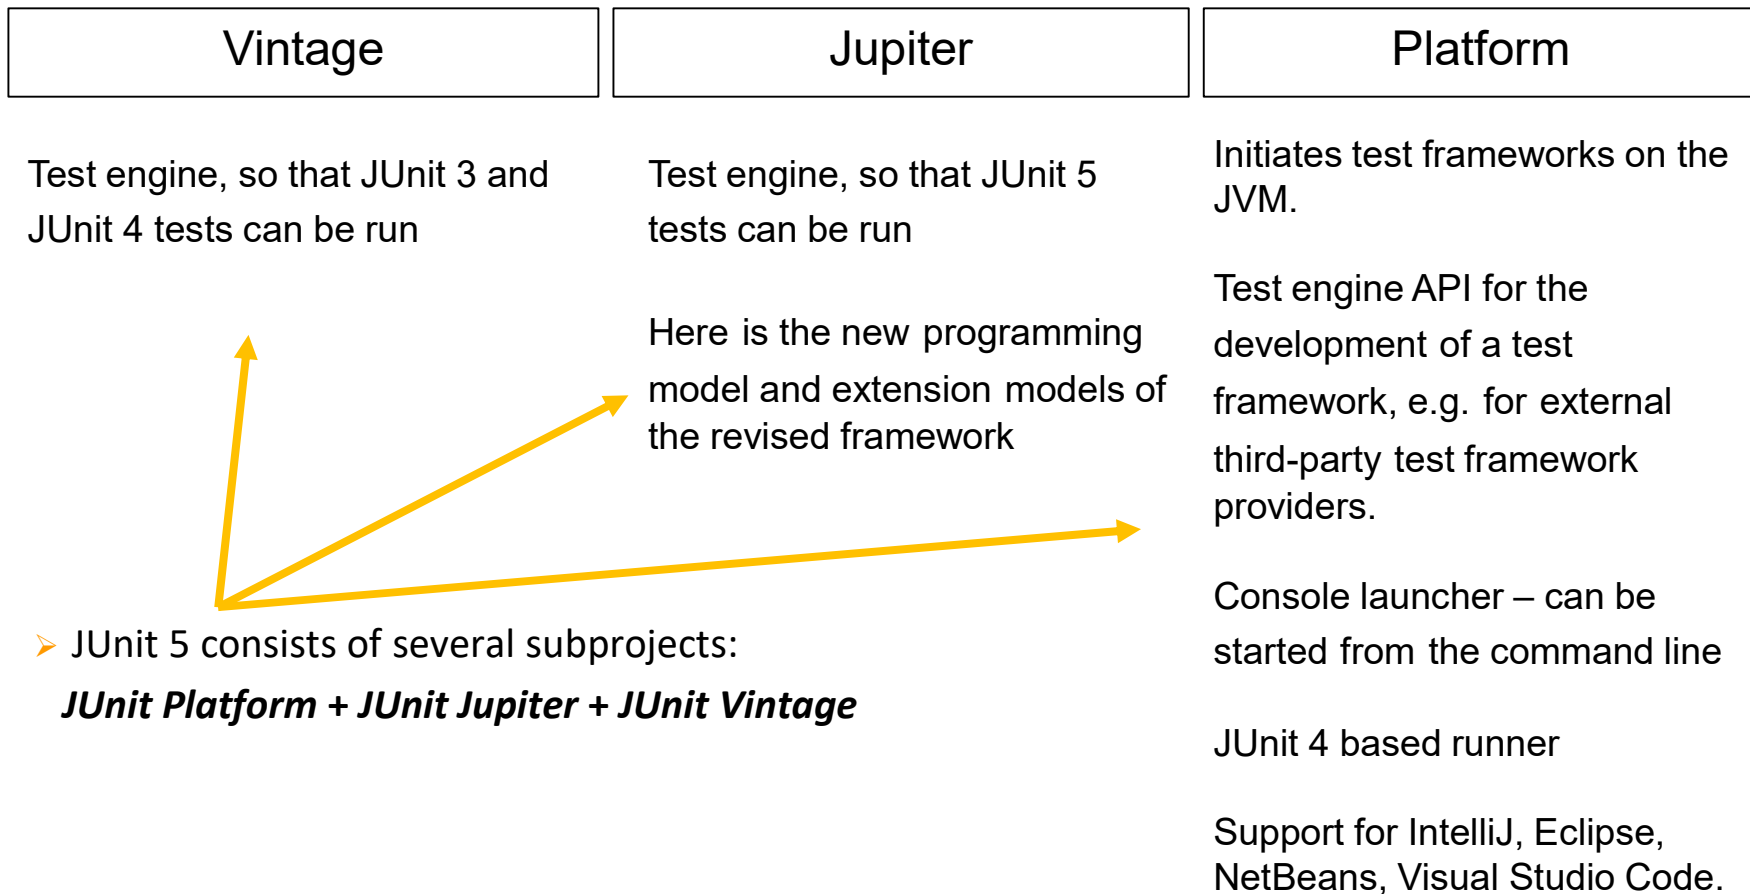 Vintage
Jupiter
Platform
Test engine, so that JUnit 3 and
JUnit 4 tests can be run
Test engine, so that JUnit 5
tests can be run
Here is the new programming
model and extension models of
the revised framework
Initiates test frameworks on the
JVM.
Test engine API for the
development of a test
framework, e.g. for external
third-party test framework
providers.
Console launcher – can be
started from the command line
JUnit 4 based runner
Support for IntelliJ, Eclipse,
NetBeans, Visual Studio Code.
JUnit 5 consists of several subprojects:
JUnit Platform + JUnit Jupiter + JUnit Vintage